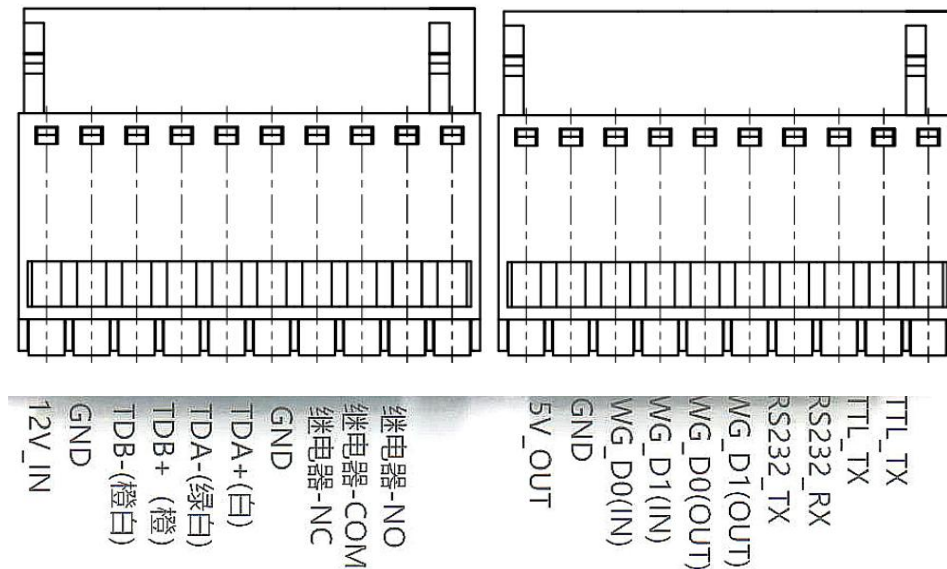 12V_IN
GND
TDB-(橙白)
TDB+ (橙)
TDA-(绿白)
TDA+(白)
GND
继电器-NC
继电器-COM
继电器-NO
5V_OUT
GND
WG_D0(IN)
WG_D1(IN)
WG_D0(OUT)
WG_D1(OUT)
RS232_TX
RS232_RX
TTL_TX
TTL_TX